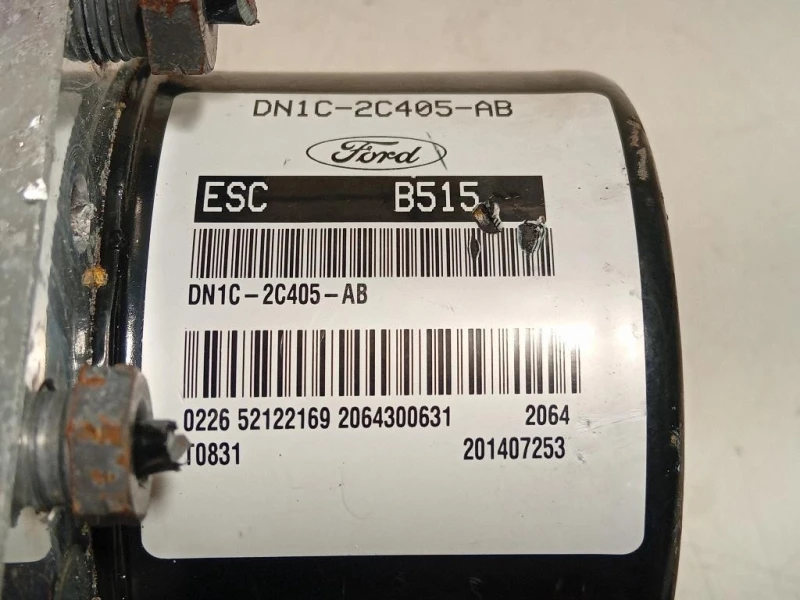 DN1C-2C405-AB
Ford
ESC B515
DN1C-2C405-AB
0226 52122169 2064300631 2064
T0831 201407253